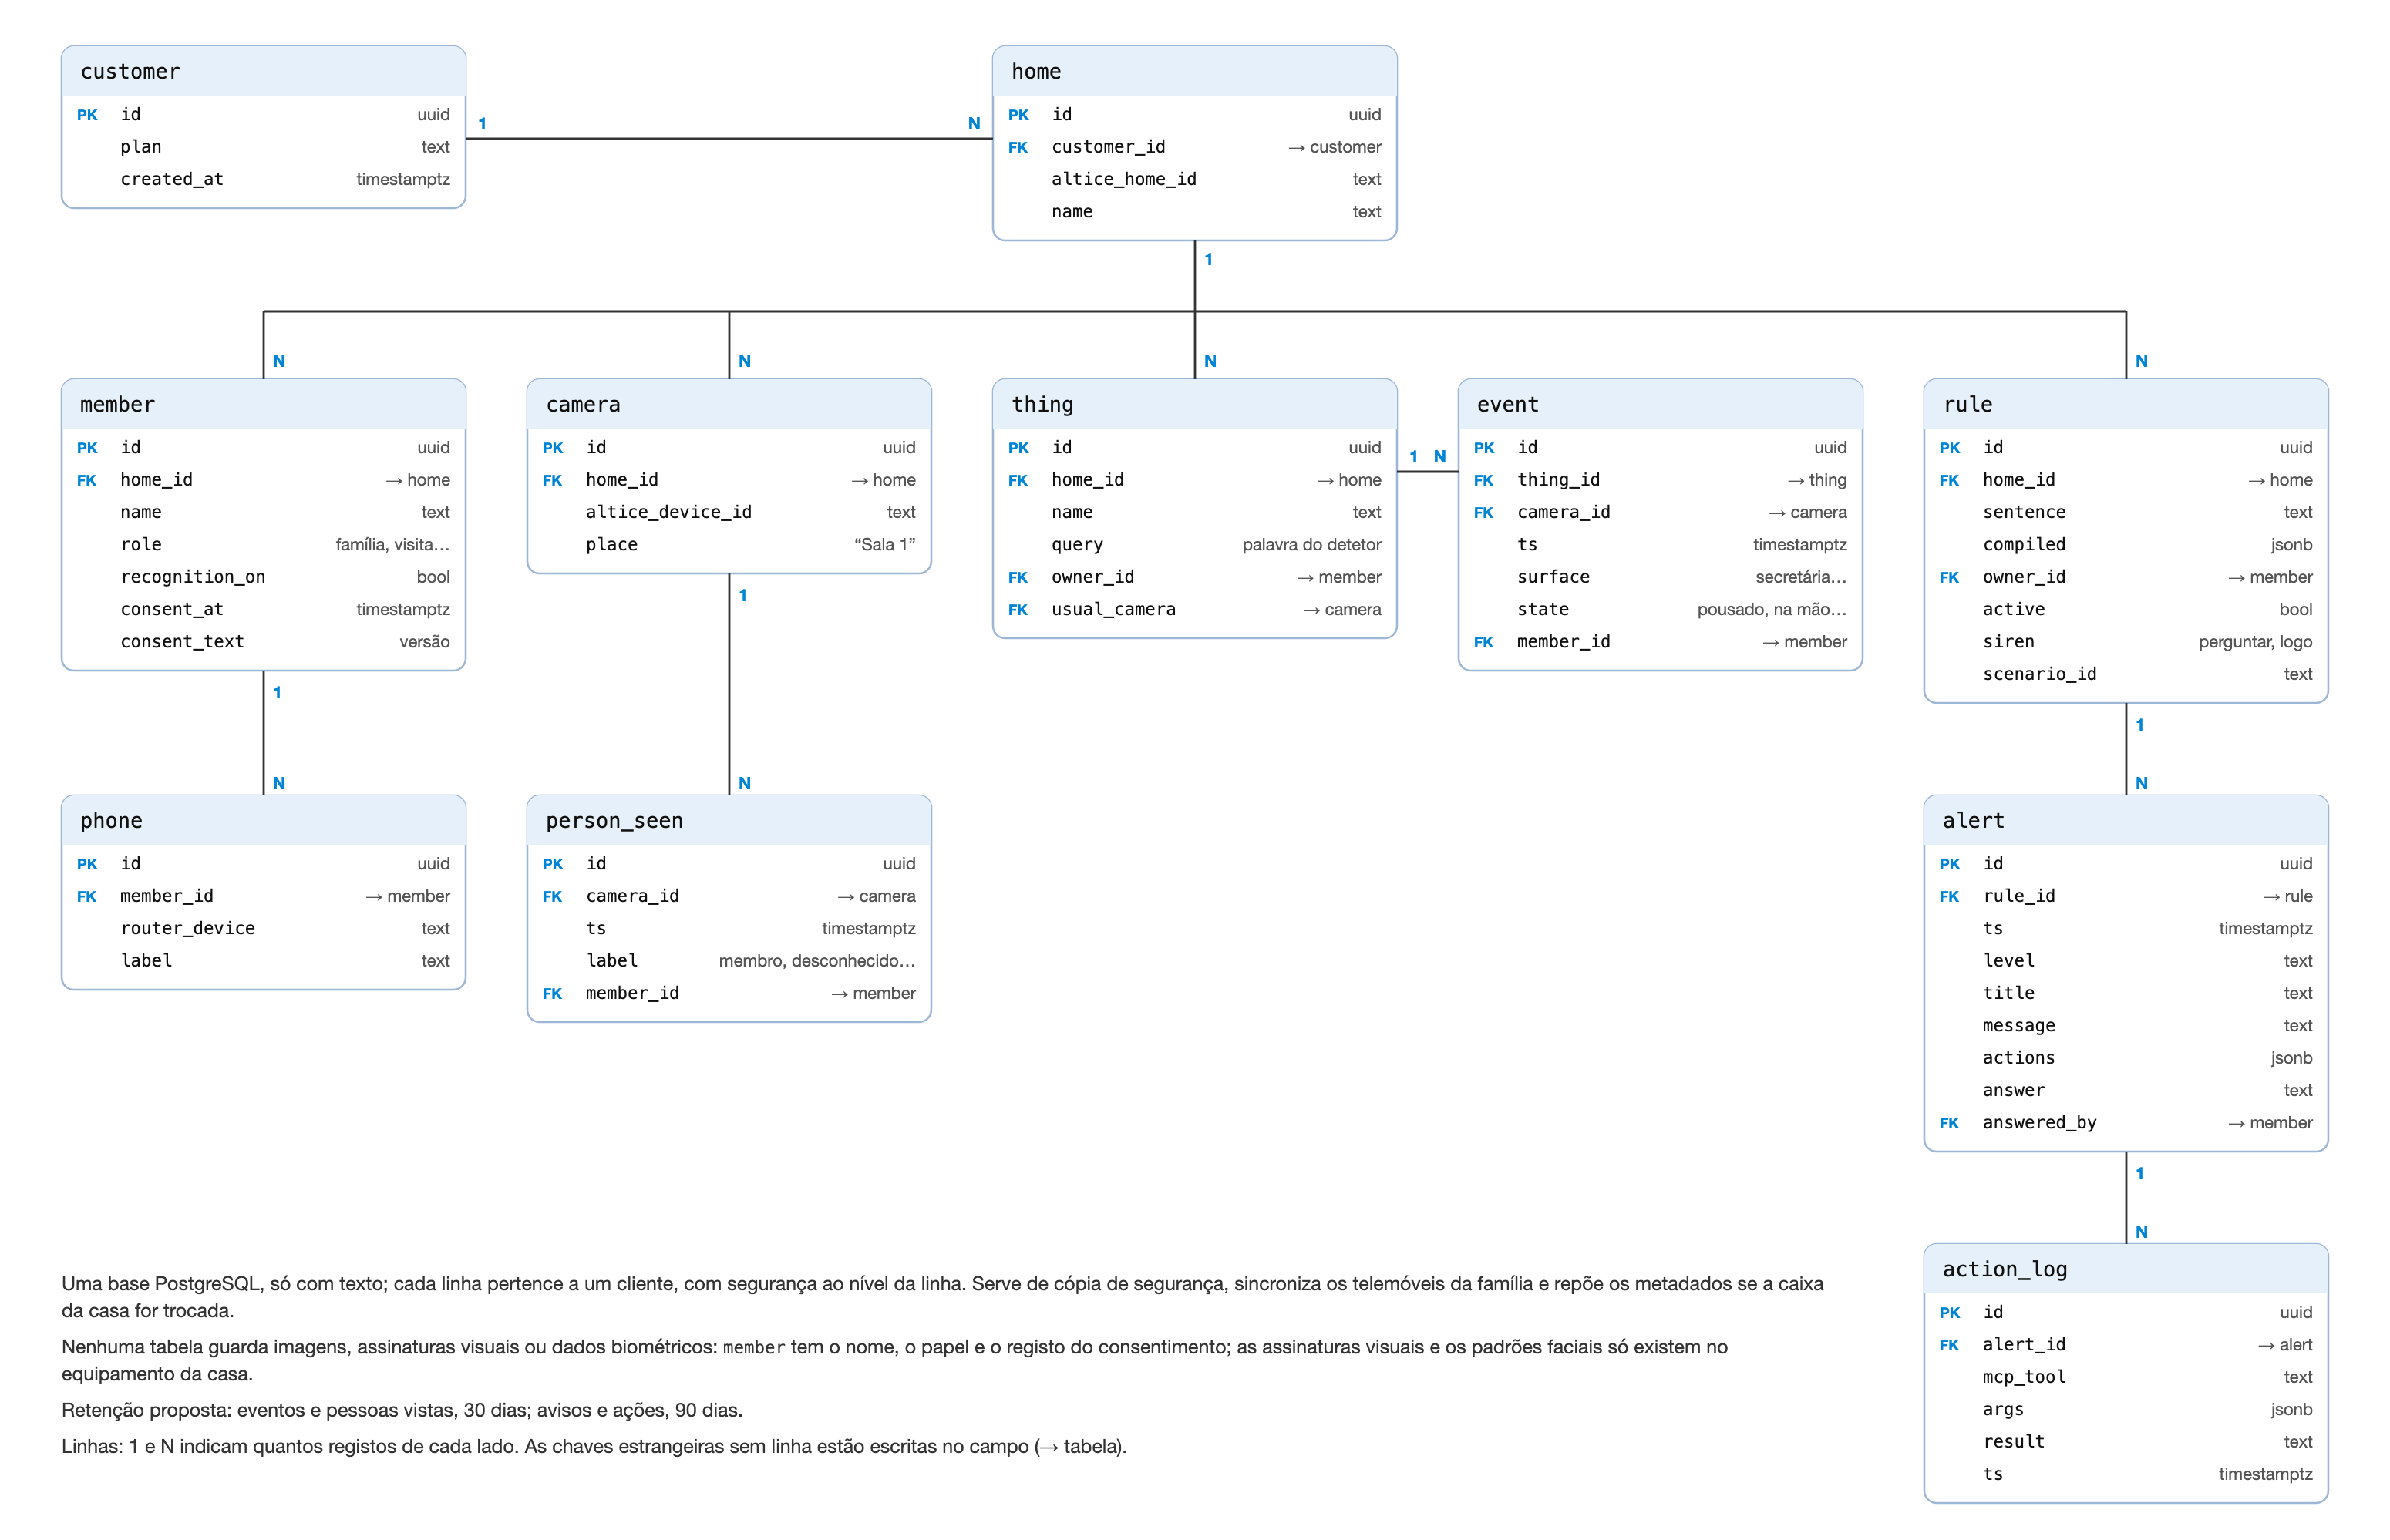 customer
PK id uuid
plan text
created_at timestamptz
1 N
home
PK id uuid
FK customer_id → customer
altice_home_id text
name text
1
N N N N
member
PK id uuid
FK home_id → home
name text
role família, visita…
recognition_on bool
consent_at timestamptz
consent_text versão
1
N
camera
PK id uuid
FK home_id → home
altice_device_id text
place “Sala 1”
1
N
thing
PK id uuid
FK home_id → home
name text
query palavra do detetor
FK owner_id → member
FK usual_camera → camera
1 N
event
PK id uuid
FK thing_id → thing
FK camera_id → camera
ts timestamptz
surface secretária…
state pousado, na mão…
FK member_id → member
rule
PK id uuid
FK home_id → home
sentence text
compiled jsonb
FK owner_id → member
active bool
siren perguntar, logo
scenario_id text
1
N
phone
PK id uuid
FK member_id → member
router_device text
label text
person_seen
PK id uuid
FK camera_id → camera
ts timestamptz
label membro, desconhecido…
FK member_id → member
alert
PK id uuid
FK rule_id → rule
ts timestamptz
level text
title text
message text
actions jsonb
answer text
FK answered_by → member
1
N
action_log
PK id uuid
FK alert_id → alert
mcp_tool text
args jsonb
result text
ts timestamptz
Uma base PostgreSQL, só com texto; cada linha pertence a um cliente, com segurança ao nível da linha. Serve de cópia de segurança, sincroniza os telemóveis da família e repõe os metadados se a caixa
da casa for trocada.
Nenhuma tabela guarda imagens, assinaturas visuais ou dados biométricos: member tem o nome, o papel e o registo do consentimento; as assinaturas visuais e os padrões faciais só existem no
equipamento da casa.
Retenção proposta: eventos e pessoas vistas, 30 dias; avisos e ações, 90 dias.
Linhas: 1 e N indicam quantos registos de cada lado. As chaves estrangeiras sem linha estão escritas no campo (→ tabela).